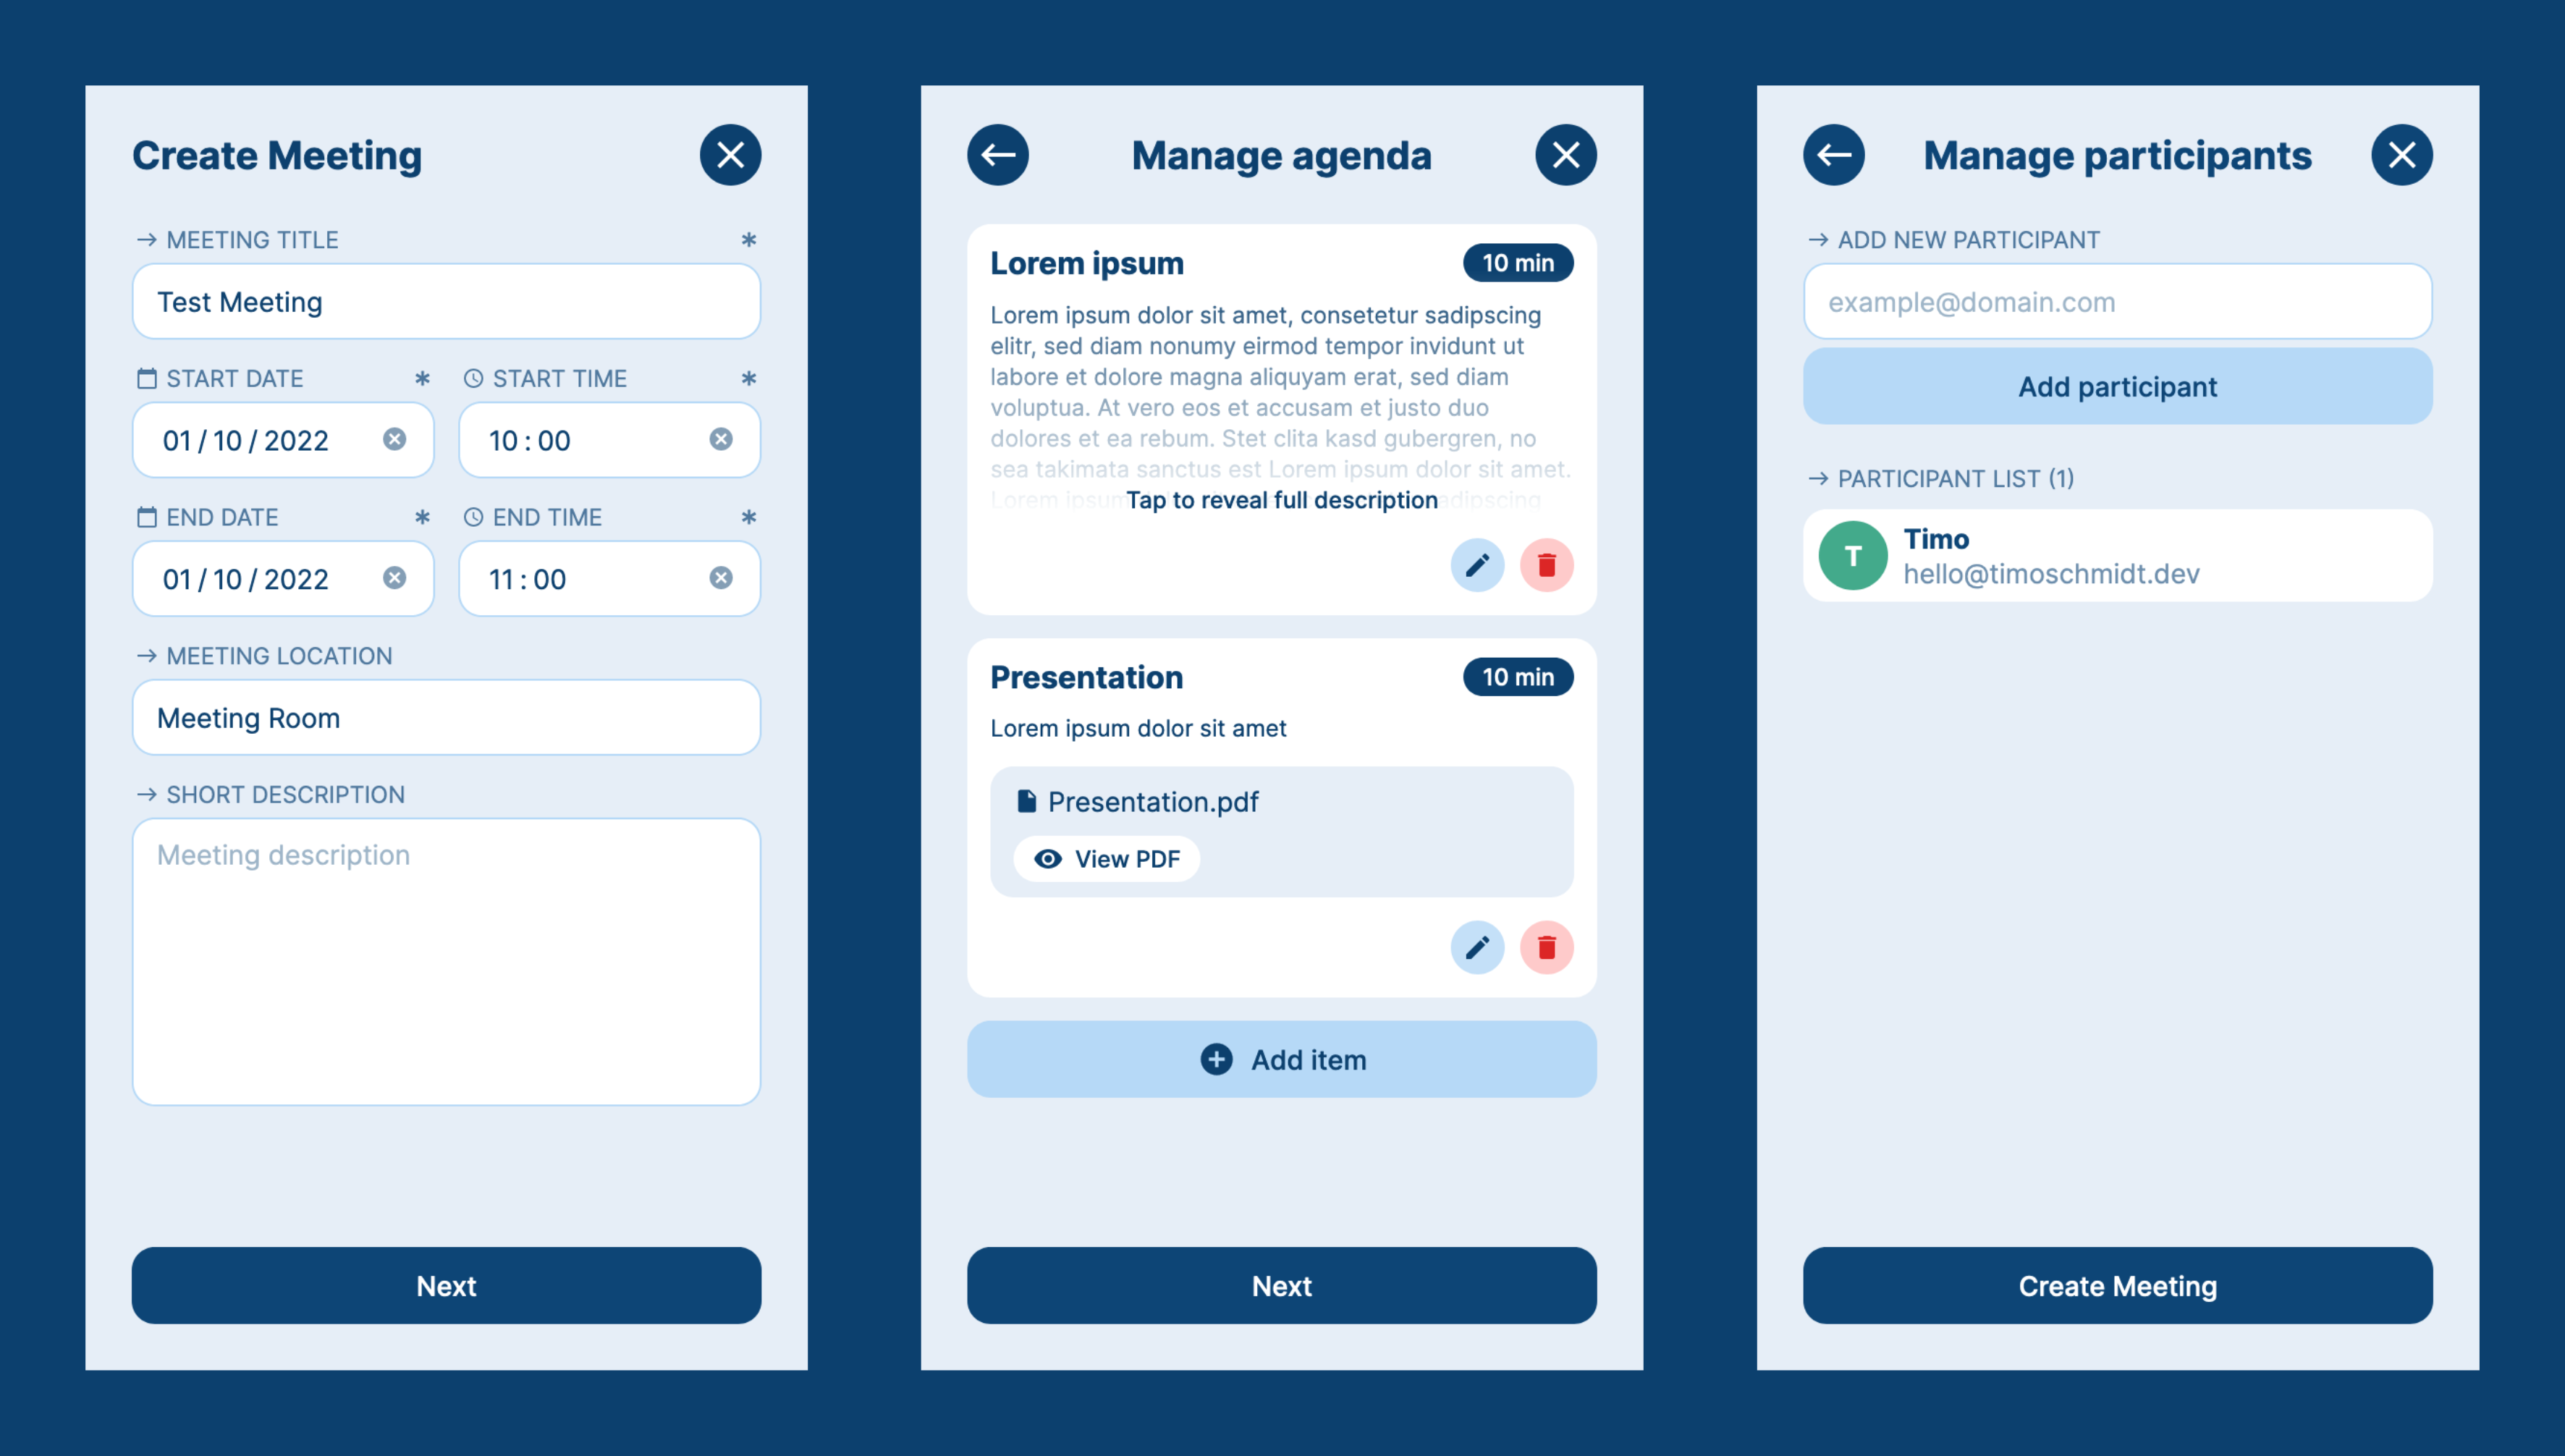 Create Meeting
MEETING TITLE *
Test Meeting
START DATE * START TIME *
01 / 10 / 2022 10 : 00
END DATE * END TIME *
01 / 10 / 2022 11 : 00
MEETING LOCATION
Meeting Room
SHORT DESCRIPTION
Meeting description
Next
Manage agenda
Lorem ipsum 10 min
Lorem ipsum dolor sit amet, consetetur sadipscing
elitr, sed diam nonumy eirmod tempor invidunt ut
labore et dolore magna aliquyam erat, sed diam
voluptua. At vero eos et accusam et justo duo
dolores et ea rebum. Stet clita kasd gubergren, no
sea takimata sanctus est Lorem ipsum dolor sit amet.
Lorem ipsum adipscing
Tap to reveal full description
Presentation 10 min
Lorem ipsum dolor sit amet
Presentation.pdf
View PDF
Add item
Next
Manage participants
ADD NEW PARTICIPANT
example@domain.com
Add participant
PARTICIPANT LIST (1)
T
Timo
hello@timoschmidt.dev
Create Meeting